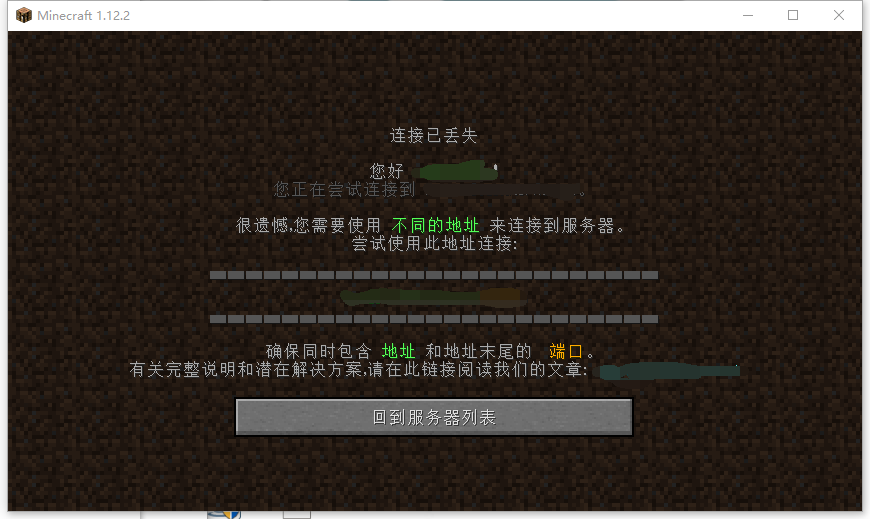 Minecraft 1.12.2
连接已丢失
您好
您正在尝试连接到 。
很遗憾,您需要使用 不同的地址 来连接到服务器。
尝试使用此地址连接:
确保同时包含 地址 和地址末尾的 端口。
有关完整说明和潜在解决方案,请在此链接阅读我们的文章:
回到服务器列表